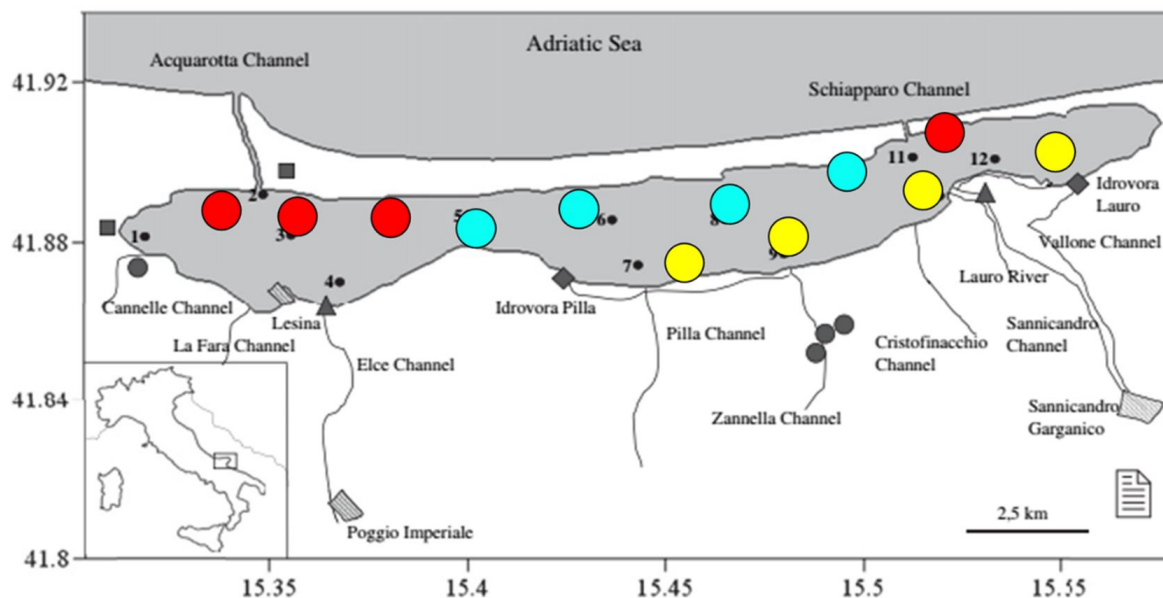 Adriatic Sea
Acquarotta Channel
Schiapparo Channel
41.92
41.88
41.84
41.8
1
2
3
4
5
6
7
8
9
11
12
Idrovora
Lauro
Vallone Channel
Lauro River
Cannelle Channel
Lesina
La Fara Channel
Idrovora Pilla
Elce Channel
Pilla Channel
Cristofinacchio
Channel
Sannicandro
Channel
Zannella Channel
Sannicandro
Garganico
Poggio Imperiale
2,5 km
15.35
15.4
15.45
15.5
15.55